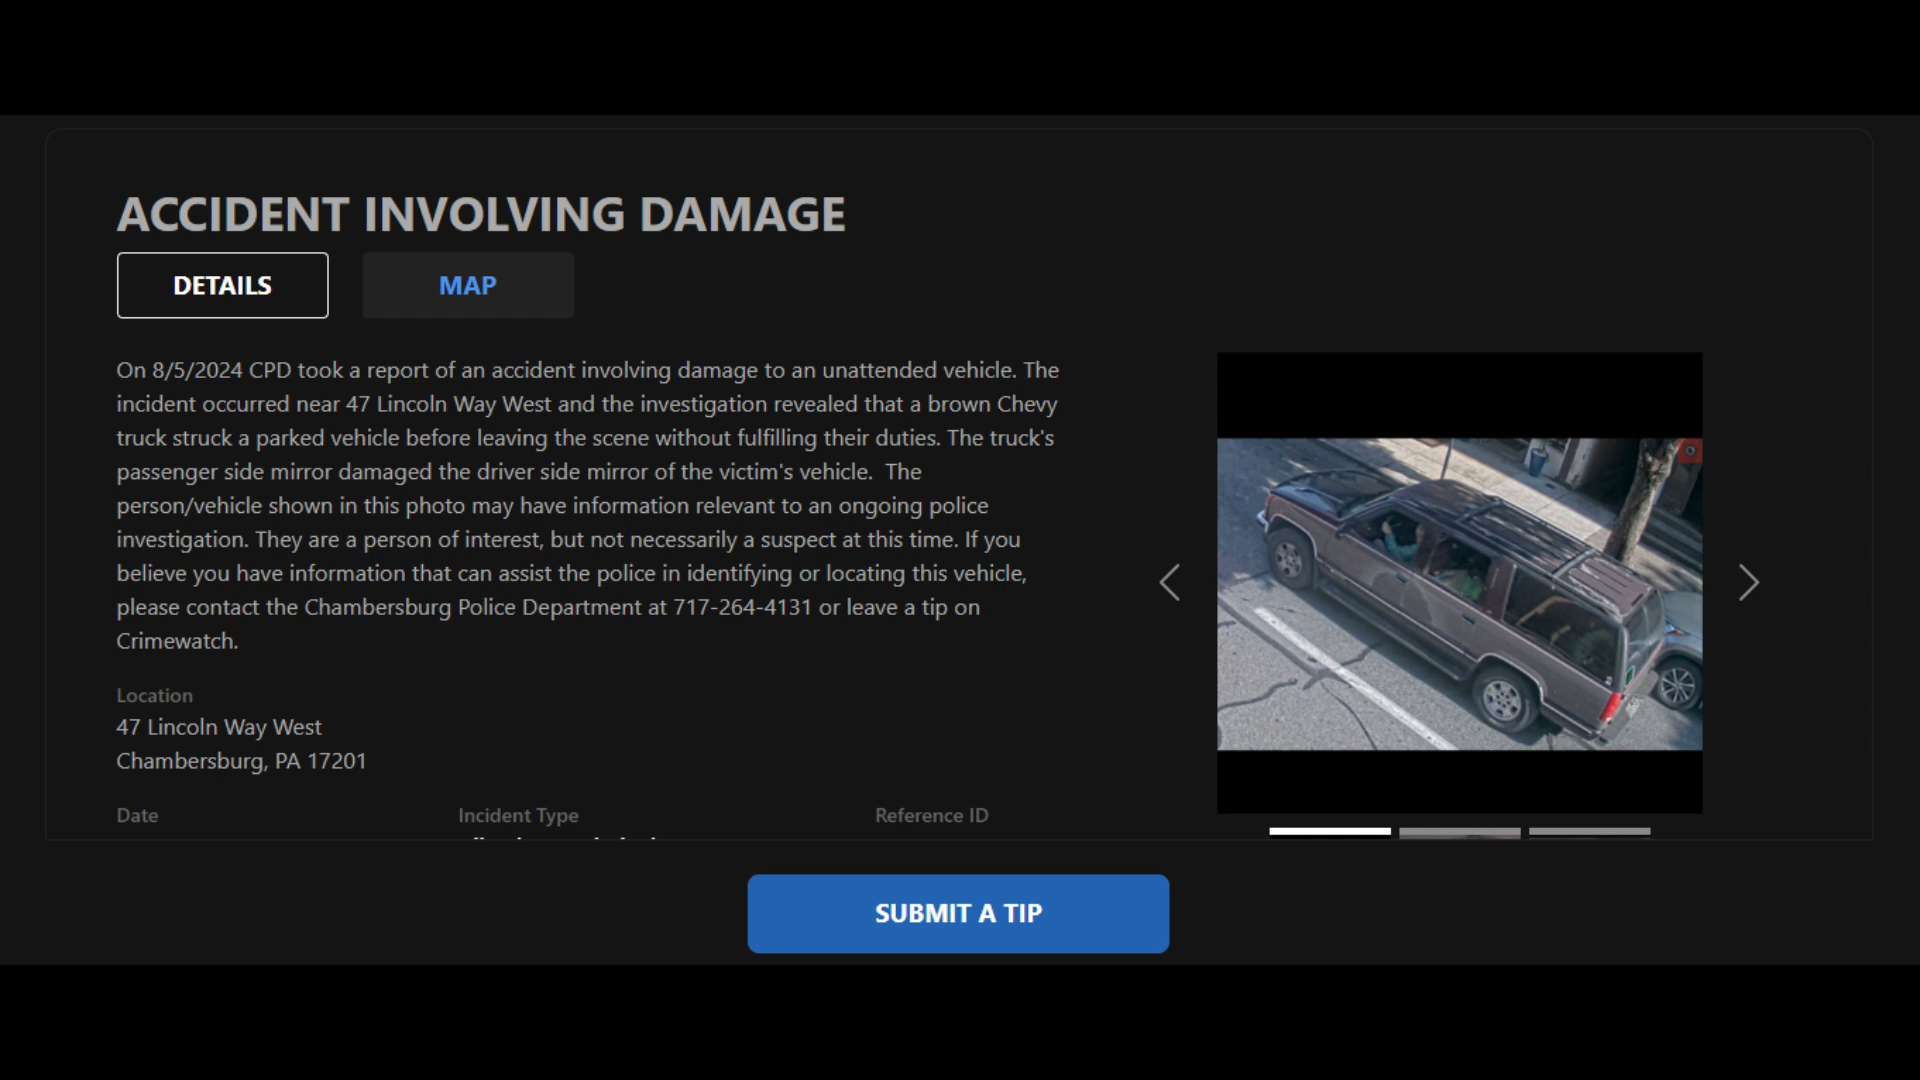 ACCIDENT INVOLVING DAMAGE
DETAILS
MAP
On 8/5/2024 CPD took a report of an accident involving damage to an unattended vehicle. The
incident occurred near 47 Lincoln Way West and the investigation revealed that a brown Chevy
truck struck a parked vehicle before leaving the scene without fulfilling their duties. The truck's
passenger side mirror damaged the driver side mirror of the victim's vehicle.  The
person/vehicle shown in this photo may have information relevant to an ongoing police
investigation. They are a person of interest, but not necessarily a suspect at this time. If you
believe you have information that can assist the police in identifying or locating this vehicle,
please contact the Chambersburg Police Department at 717-264-4131 or leave a tip on
Crimewatch.
Location
47 Lincoln Way West
Chambersburg, PA 17201
Date
Incident Type
Reference ID
SUBMIT A TIP